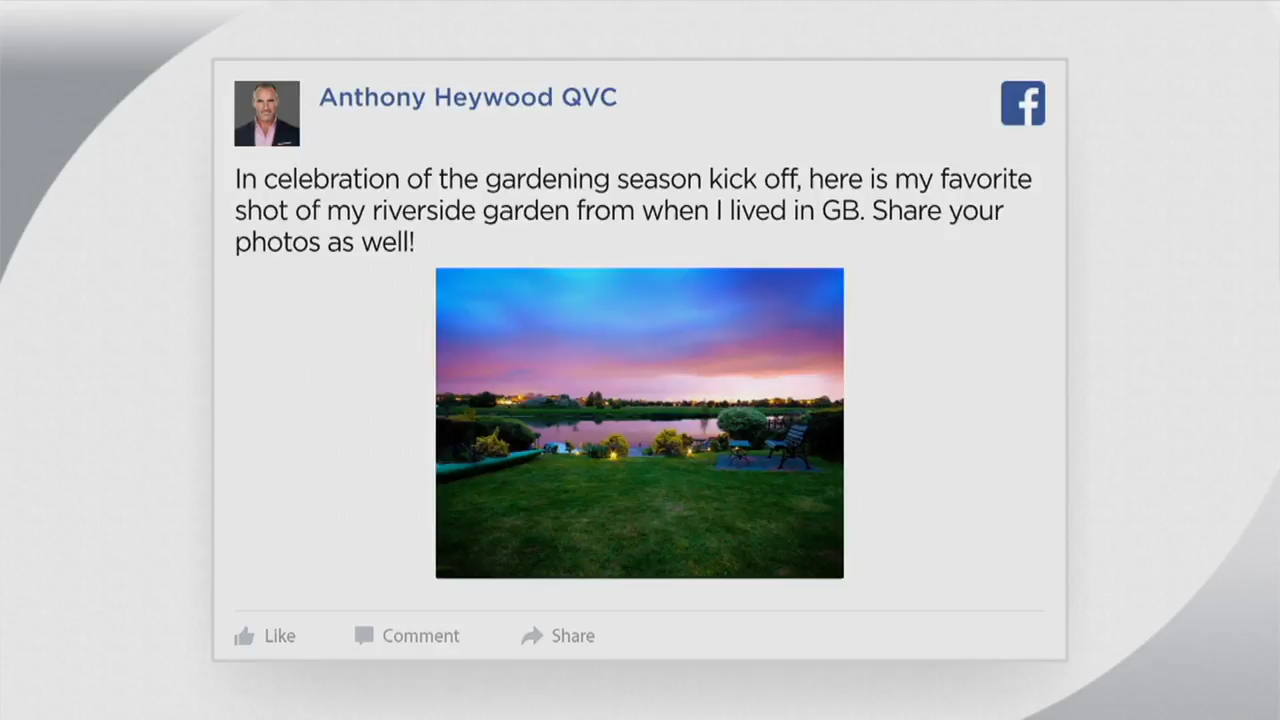 Anthony Heywood QVC
In celebration of the gardening season kick off, here is my favorite
shot of my riverside garden from when I lived in GB. Share your
photos as well!
Like
Comment
Share